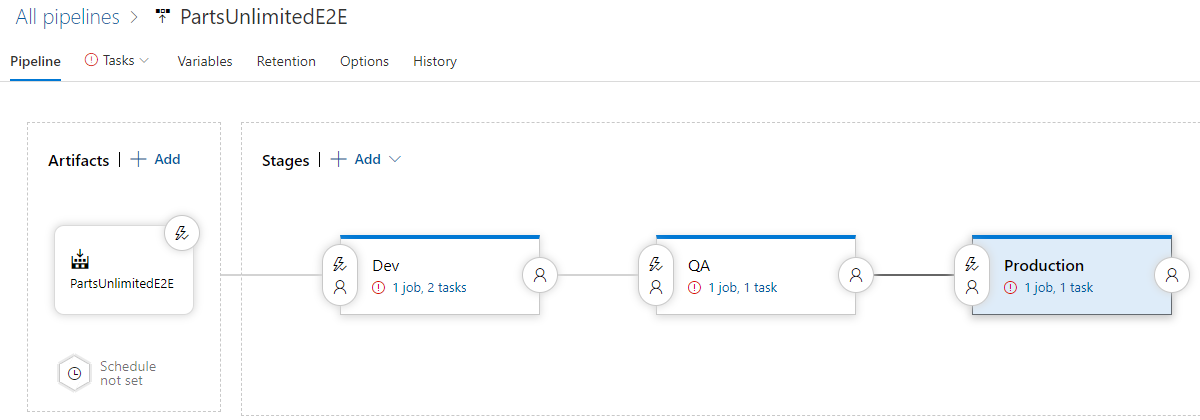 All pipelines > PartsUnlimitedE2E
Pipeline Tasks Variables Retention Options History
Artifacts | + Add
Stages | + Add
PartsUnlimitedE2E
Schedule
not set
Dev
1 job, 2 tasks
QA
1 job, 1 task
Production
1 job, 1 task